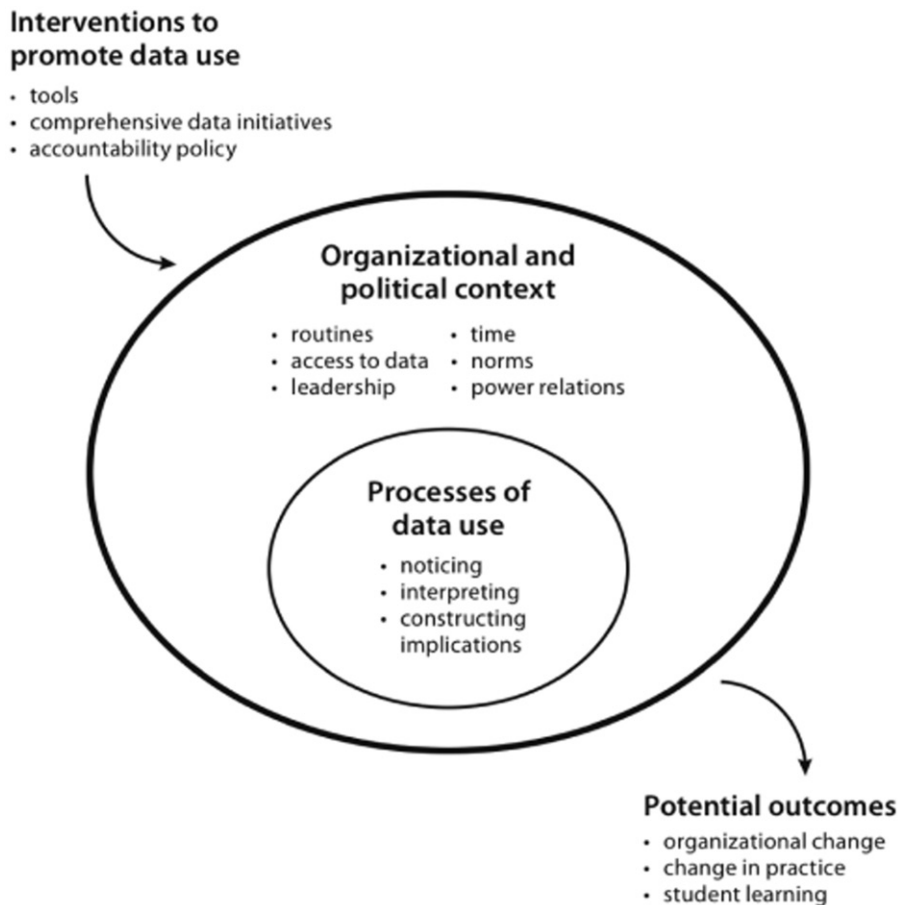 Interventions to
promote data use
• tools
• comprehensive data initiatives
• accountability policy
Organizational and
political context
• routines
• access to data
• leadership
• time
• norms
• power relations
Processes of
data use
• noticing
• interpreting
• constructing
implications
Potential outcomes
• organizational change
• change in practice
• student learning